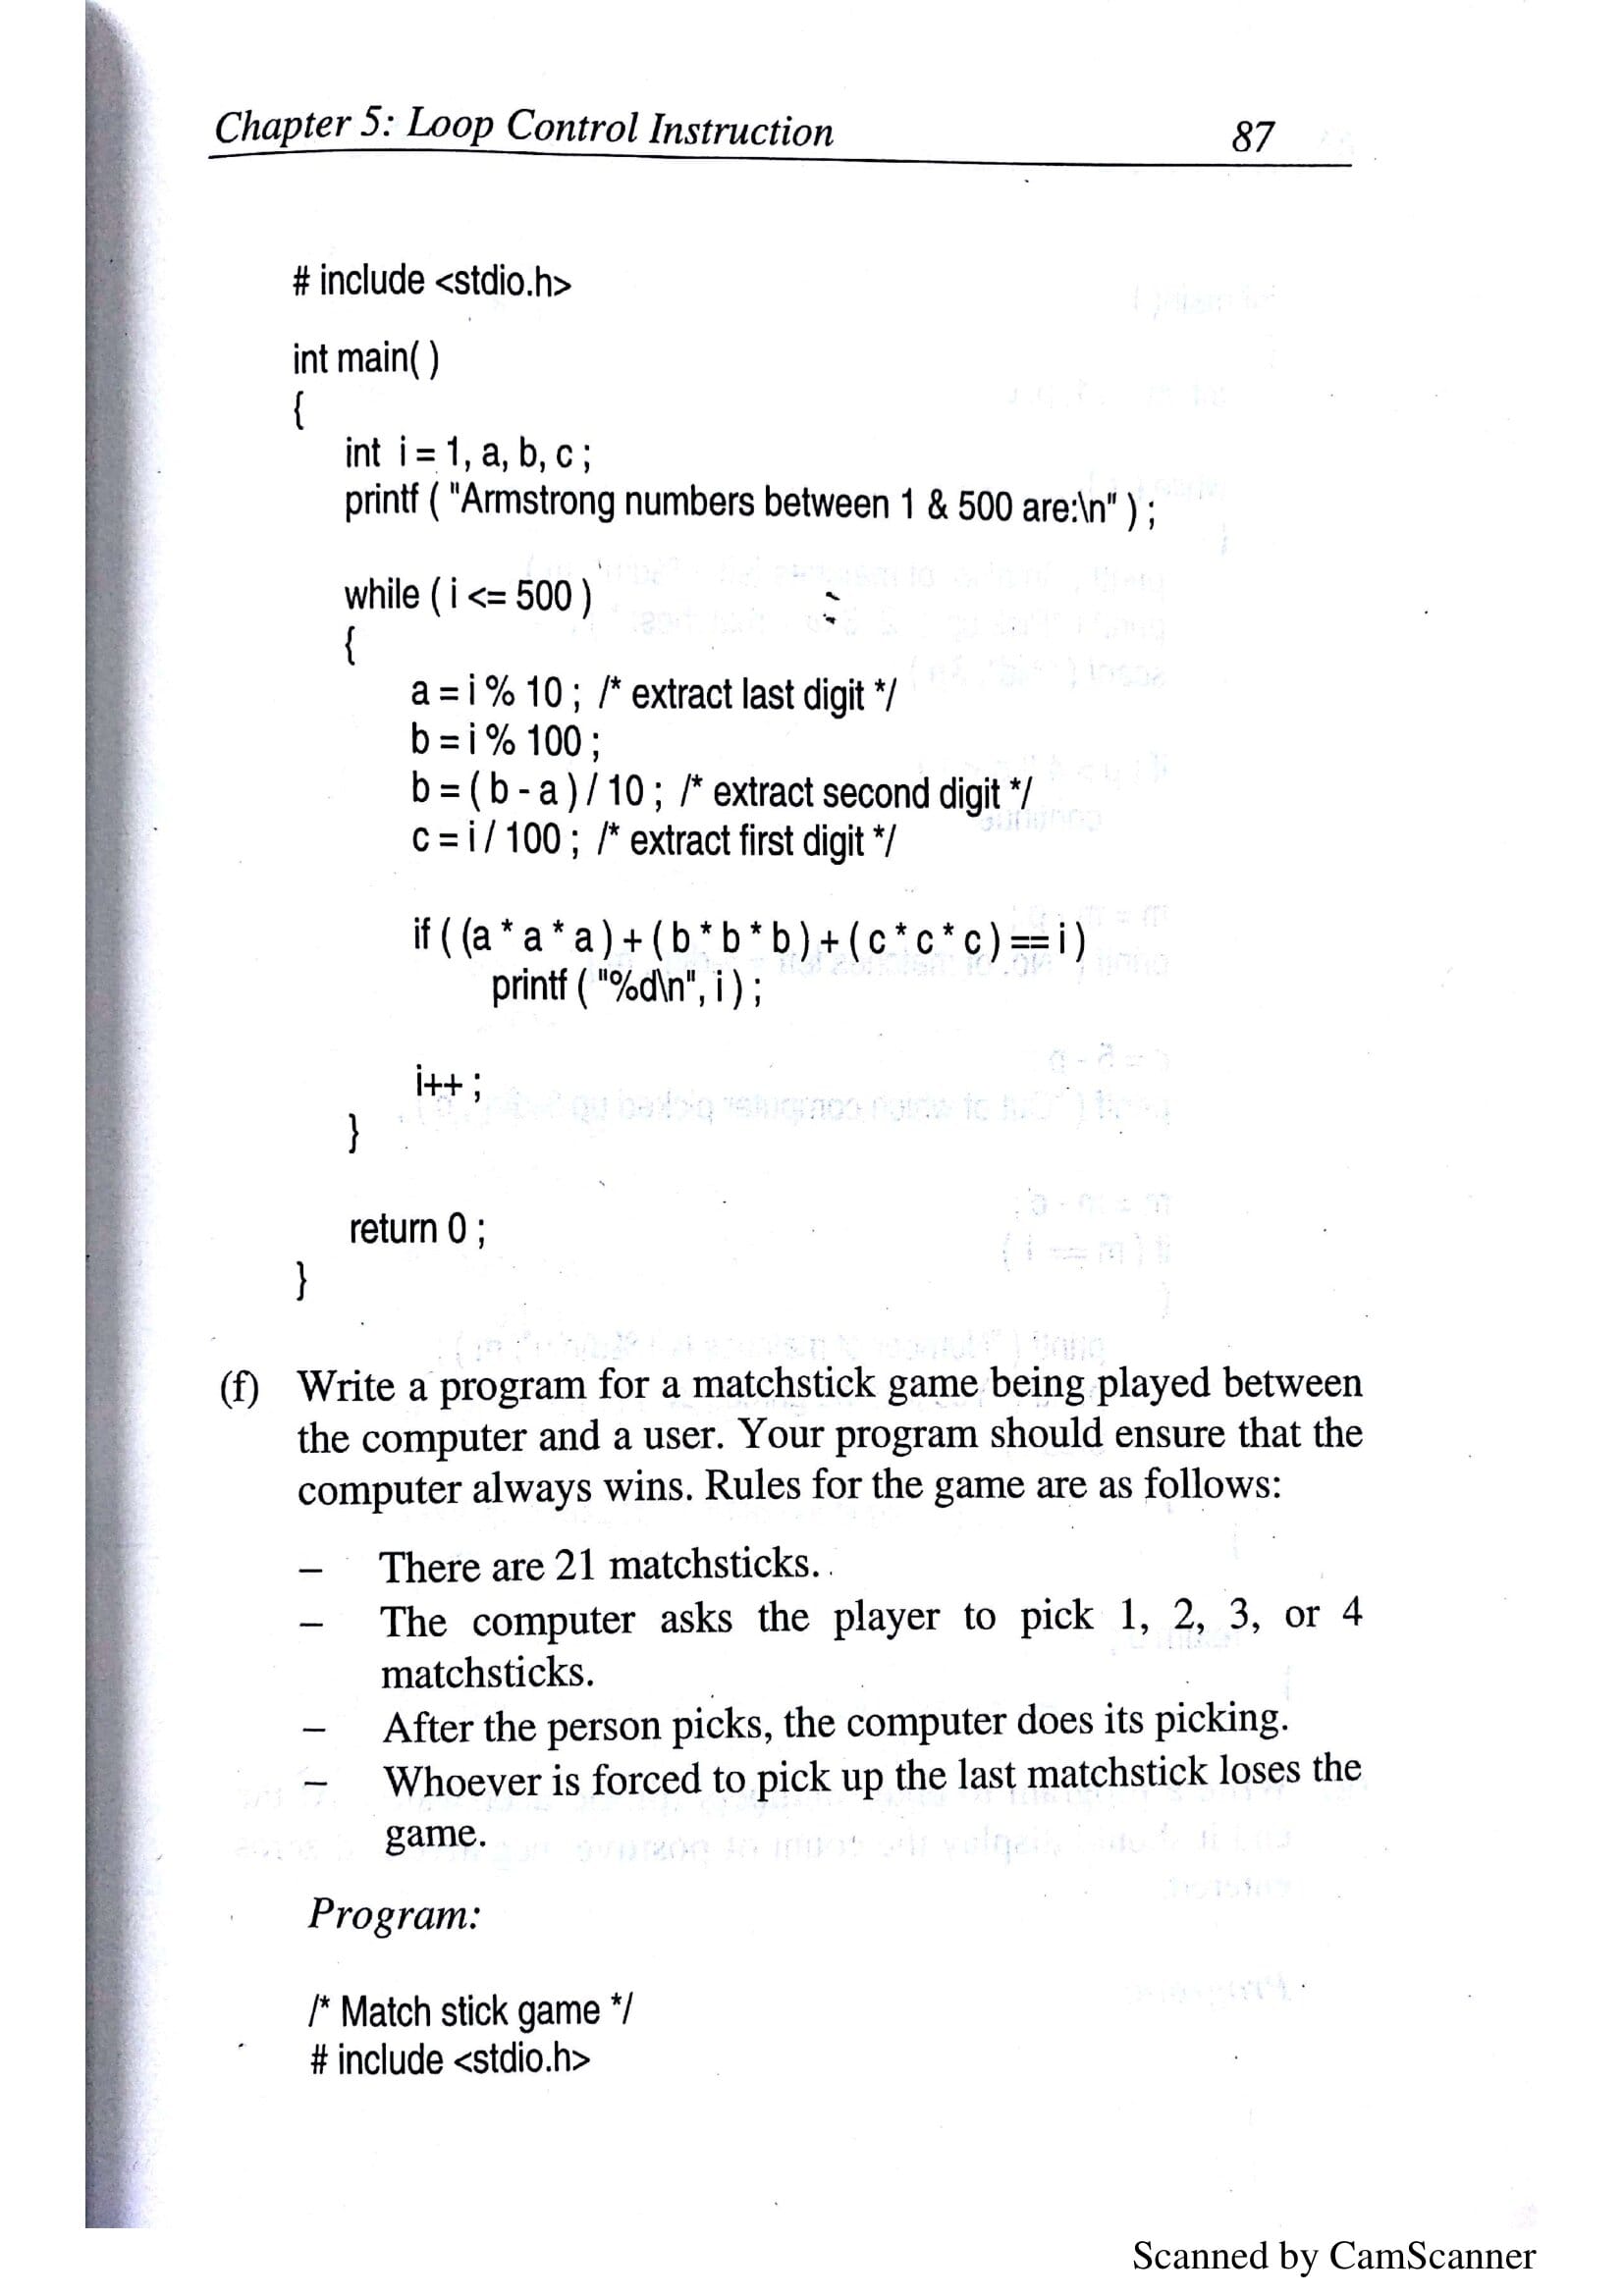 Chapter 5: Loop Control Instruction 87
# include <stdio.h>
int main( )
{
int i = 1, a, b, c ;
printf ( "Armstrong numbers between 1 & 500 are:\n" ) ;
while ( i <= 500 )
{
a = i % 10 ; /* extract last digit */
b = i % 100 ;
b = ( b - a ) / 10 ; /* extract second digit */
c = i / 100 ; /* extract first digit */
if ( (a * a * a ) + ( b * b * b ) + ( c * c * c ) == i )
printf ( "%d\n", i ) ;
i++ ;
}
return 0 ;
}
(f) Write a program for a matchstick game being played between
the computer and a user. Your program should ensure that the
computer always wins. Rules for the game are as follows:
– There are 21 matchsticks.
– The computer asks the player to pick 1, 2, 3, or 4
matchsticks.
– After the person picks, the computer does its picking.
– Whoever is forced to pick up the last matchstick loses the
game.
Program:
/* Match stick game */
# include <stdio.h>
Scanned by CamScanner